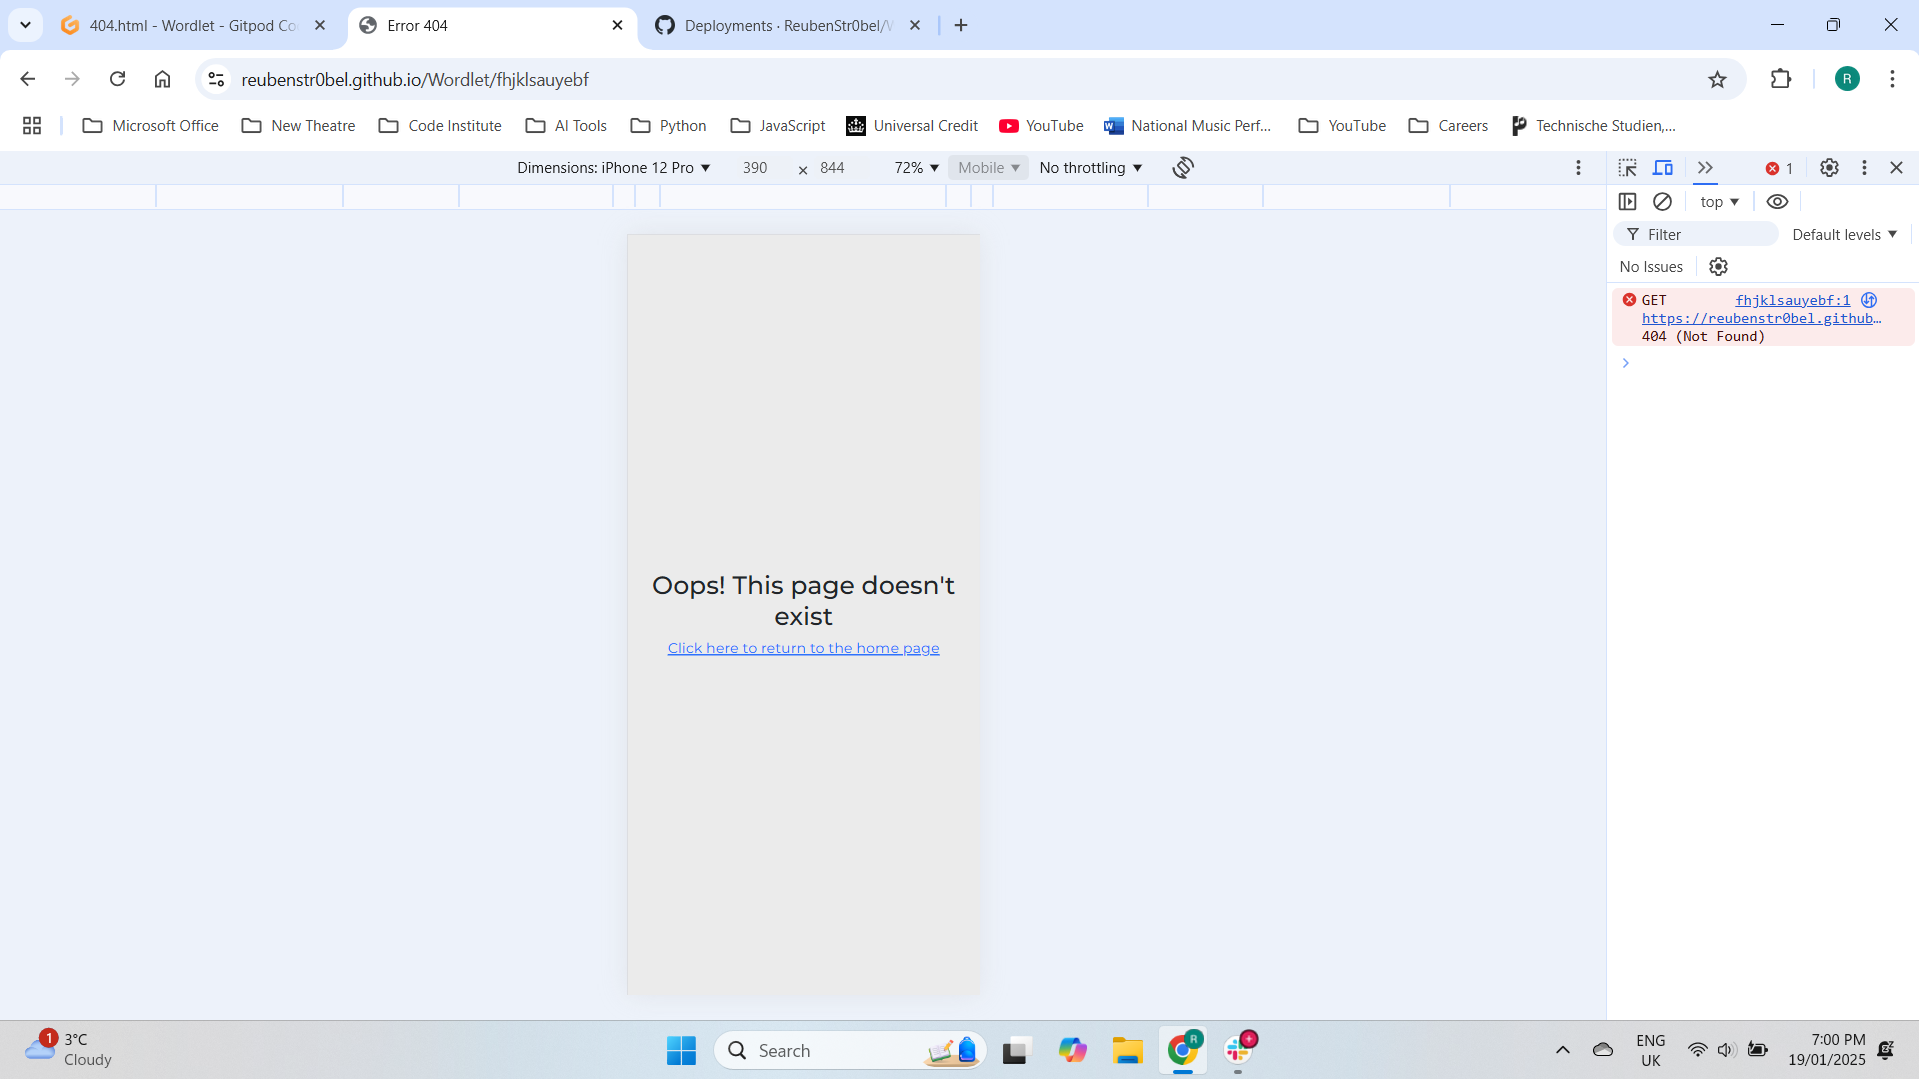 404.html - Wordlet - Gitpod Co
Error 404
Deployments · ReubenStr0bel/W
reubenstr0bel.github.io/Wordlet/fhjklsauyebf
R
Microsoft Office
New Theatre
Code Institute
AI Tools
Python
JavaScript
Universal Credit
YouTube
National Music Perf...
YouTube
Careers
Technische Studien,...
Dimensions: iPhone 12 Pro
390 × 844
72%
Mobile
No throttling
1
top
Filter
Default levels
No Issues
GET fhjklsauyebf:1
https://reubenstr0bel.github…
404 (Not Found)
Oops! This page doesn't
exist
Click here to return to the home page
1
3°C
Cloudy
Search
R
ENG
UK
7:00 PM
19/01/2025